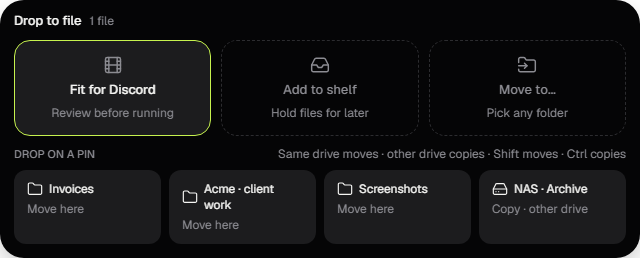 Drop to file 1 file
Fit for Discord
Review before running
Add to shelf
Hold files for later
Move to...
Pick any folder
DROP ON A PIN
Same drive moves · other drive copies · Shift moves · Ctrl copies
Invoices
Move here
Acme · client
work
Move here
Screenshots
Move here
NAS · Archive
Copy · other drive